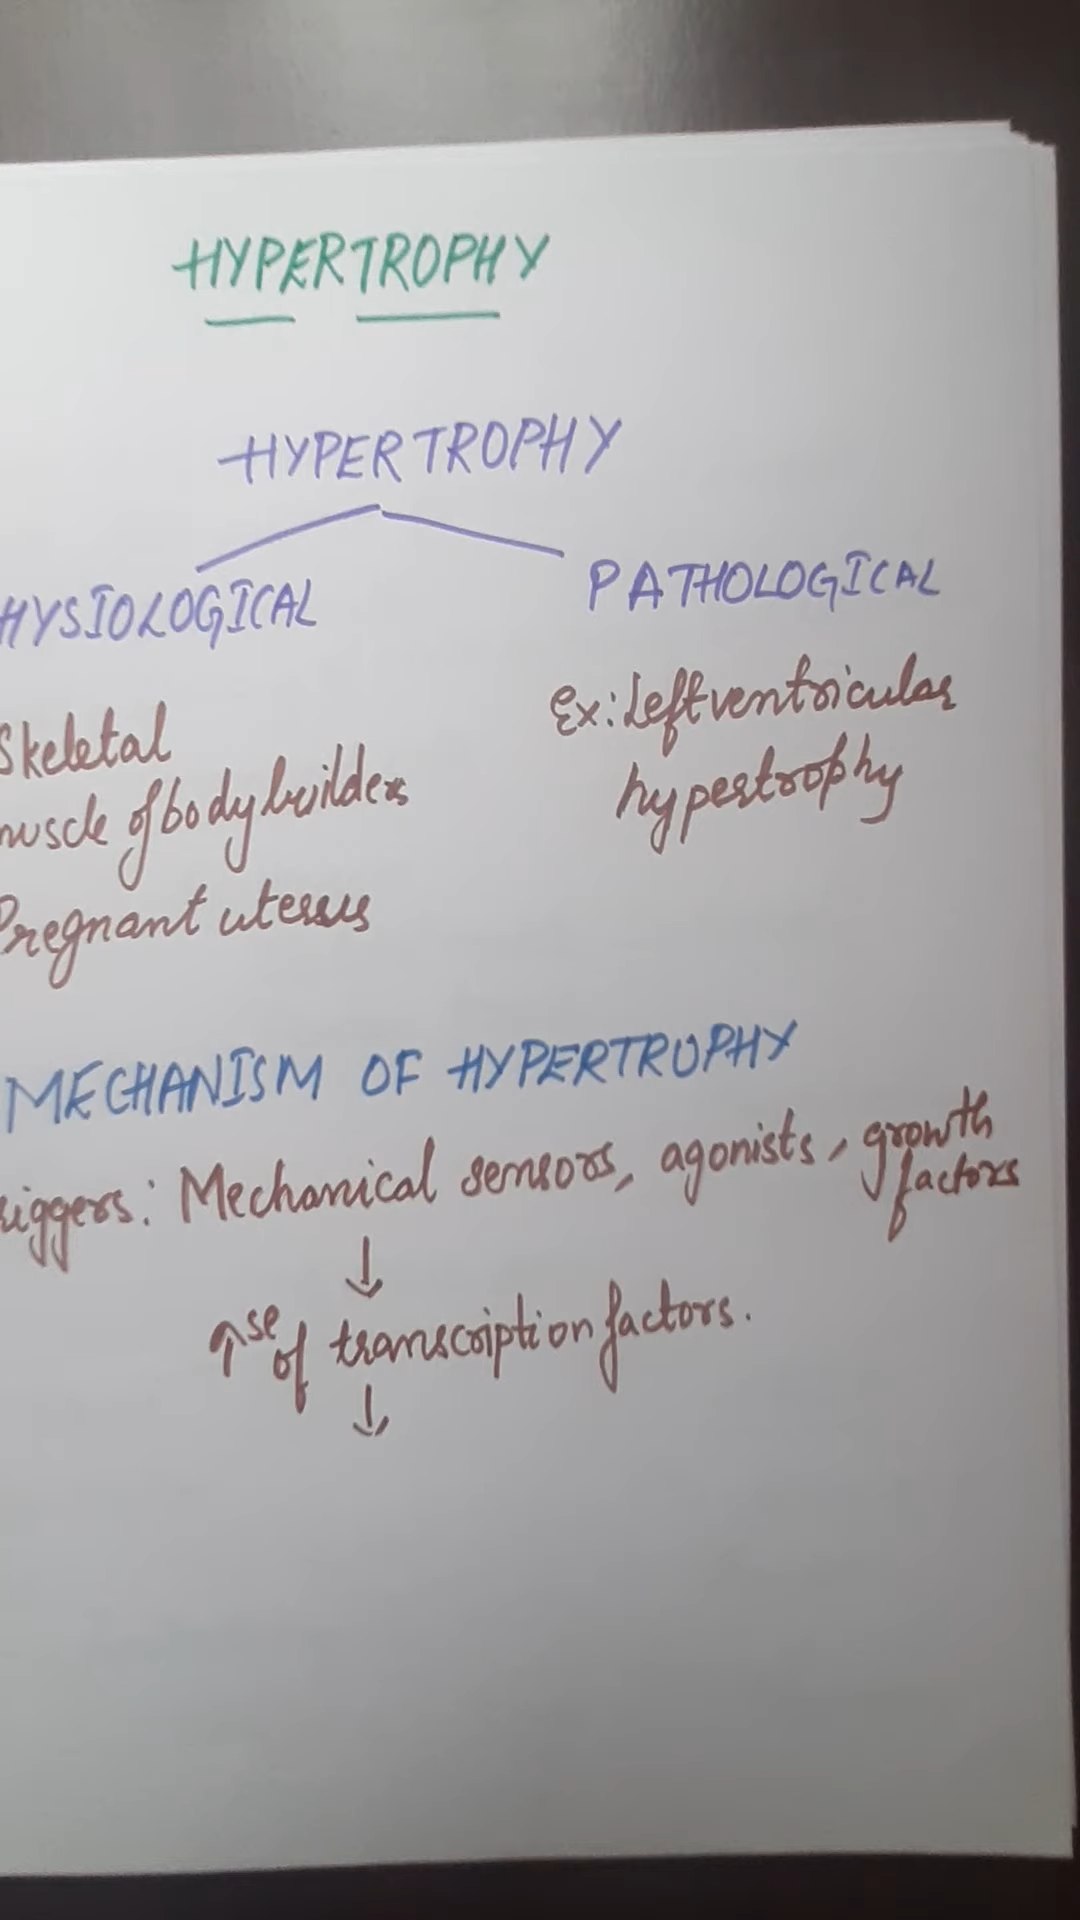 HYPERTROPHY
HYPERTROPHY
HYSIOLOGICAL
PATHOLOGICAL
Skeletal
muscle of bodybuilders
Pregnant uterus
Ex: Left ventricular
hypertrophy
MECHANISM OF HYPERTROPHY
riggers: Mechanical sensors, agonists, growth
factors
↓
↑se of transcription factors.
↓